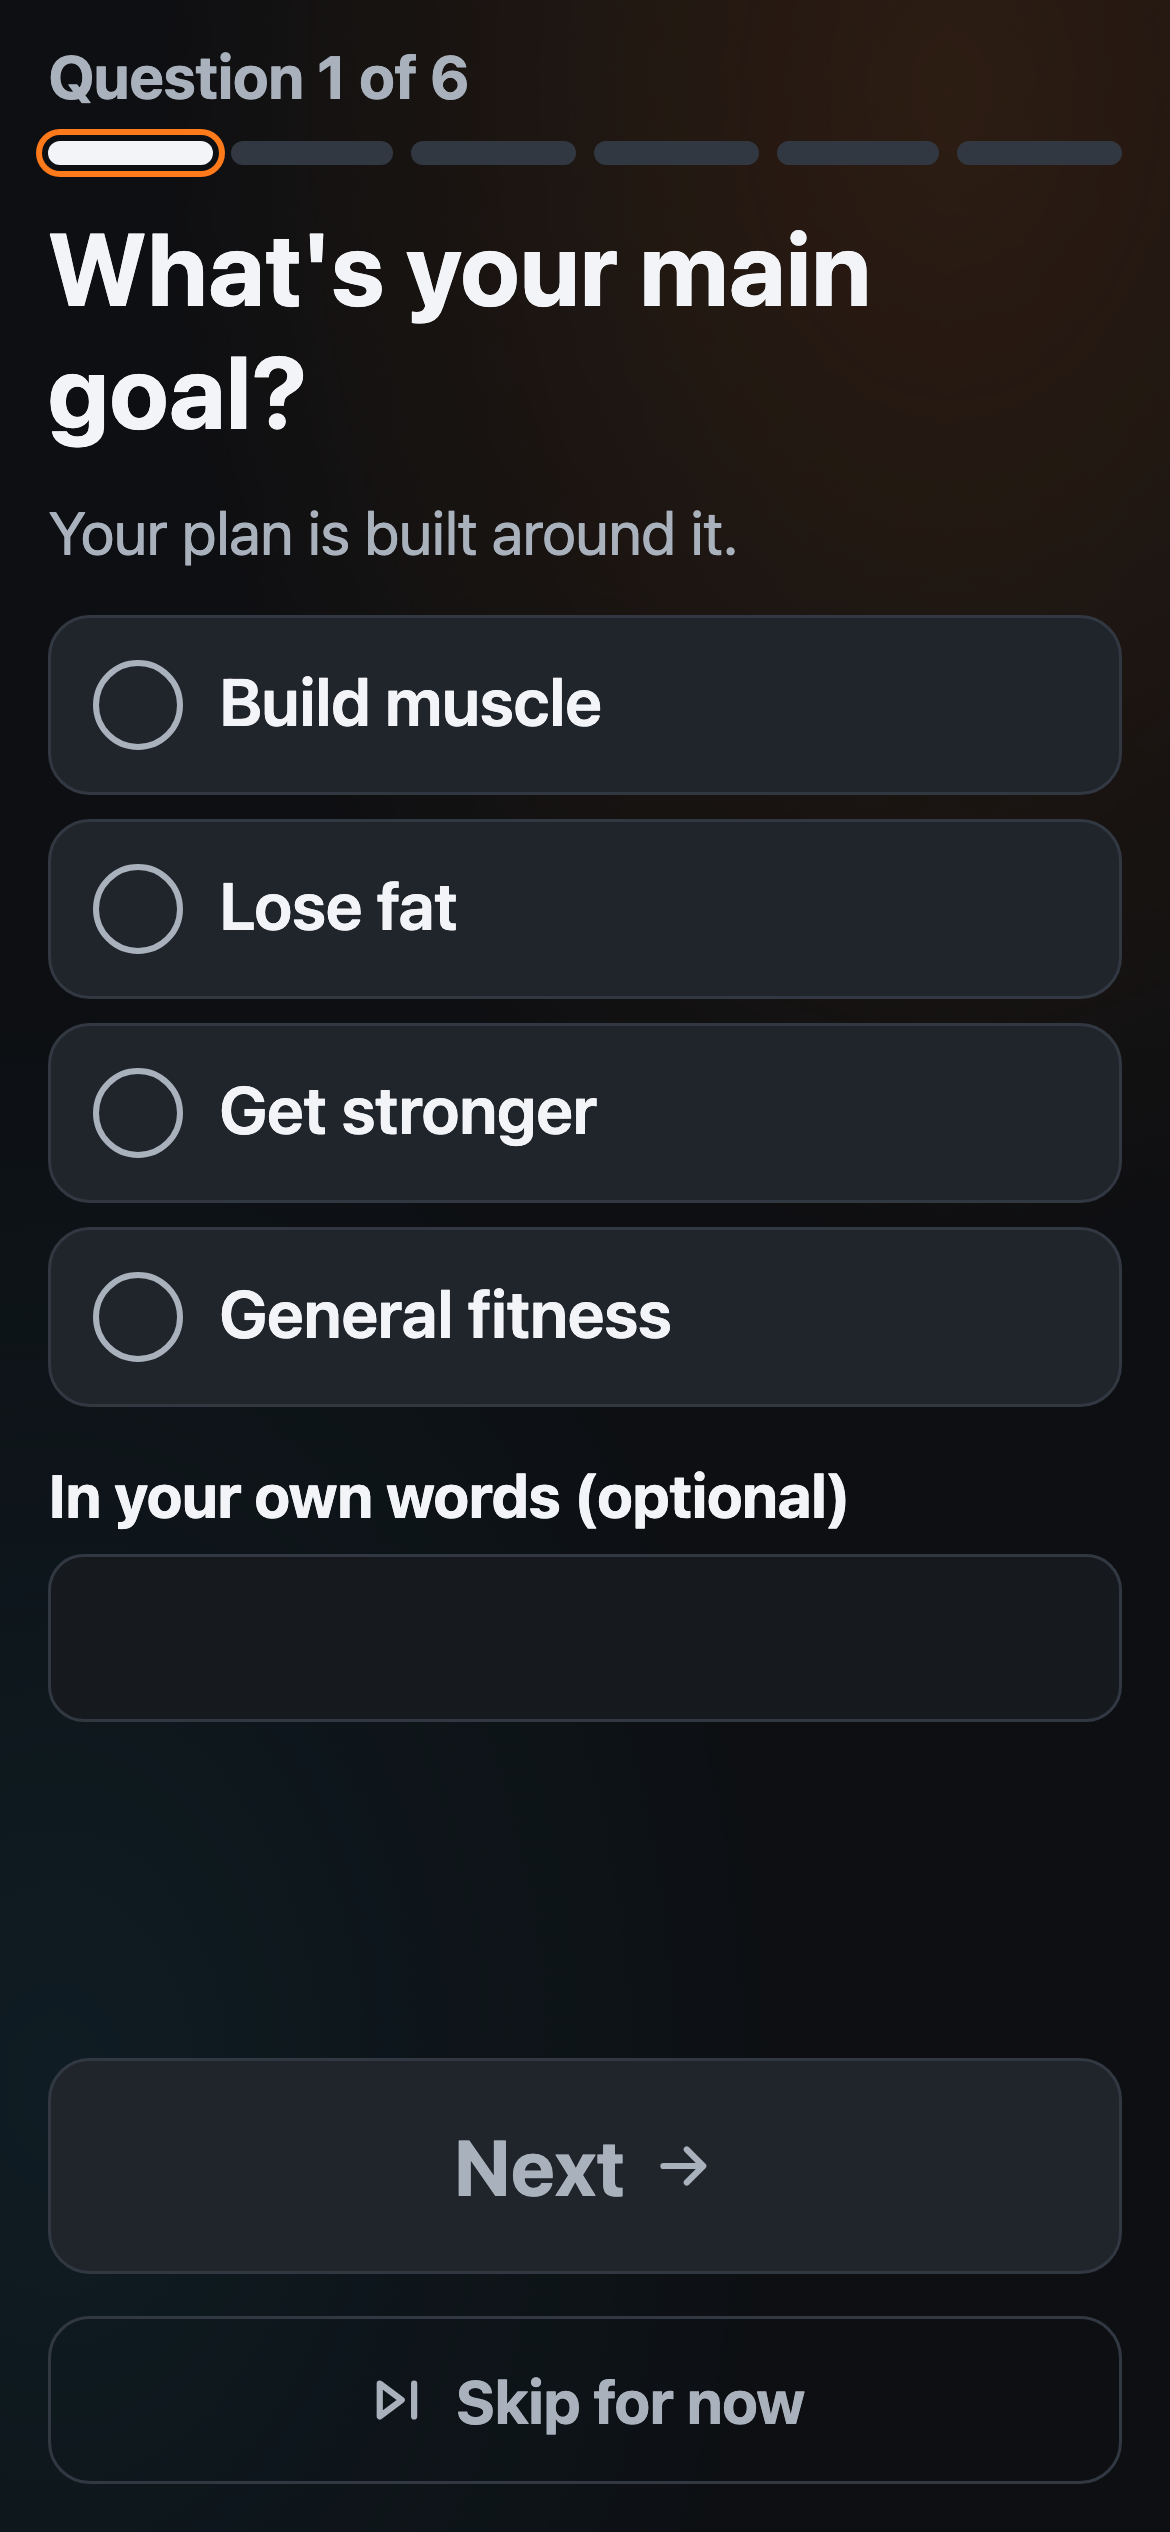 Question 1 of 6
What's your main
goal?
Your plan is built around it.
Build muscle
Lose fat
Get stronger
General fitness
In your own words (optional)
Next →
Skip for now